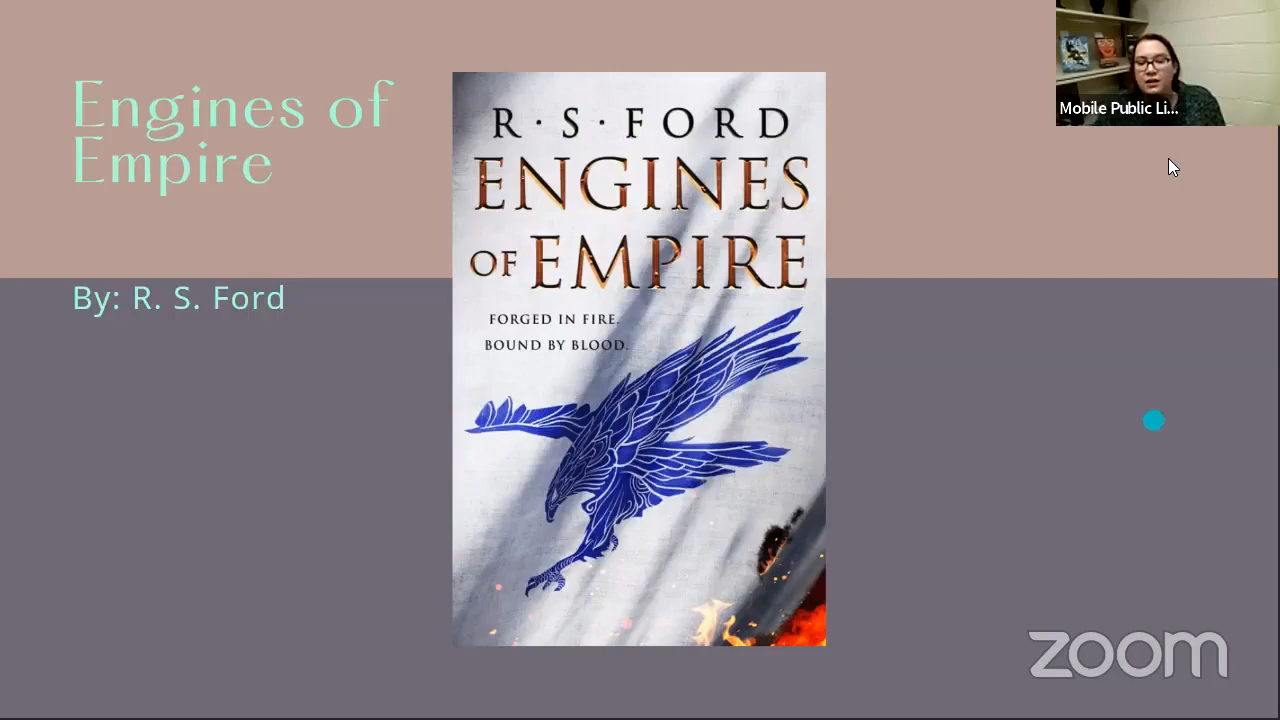 Engines of
Empire
By: R. S. Ford
R·S·FORD
ENGINES
OF EMPIRE
FORGED IN FIRE.
BOUND BY BLOOD.
Mobile Public Li...
zoom